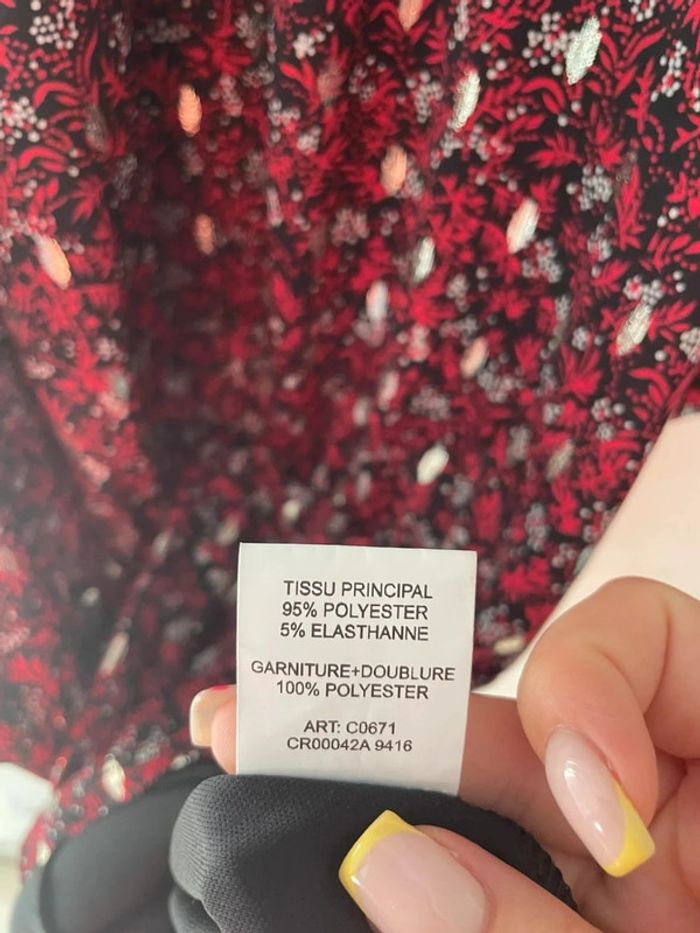 TISSU PRINCIPAL
95% POLYESTER
5% ELASTHANNE
GARNITURE+DOUBLURE
100% POLYESTER
ART: C0671
CR00042A 9416